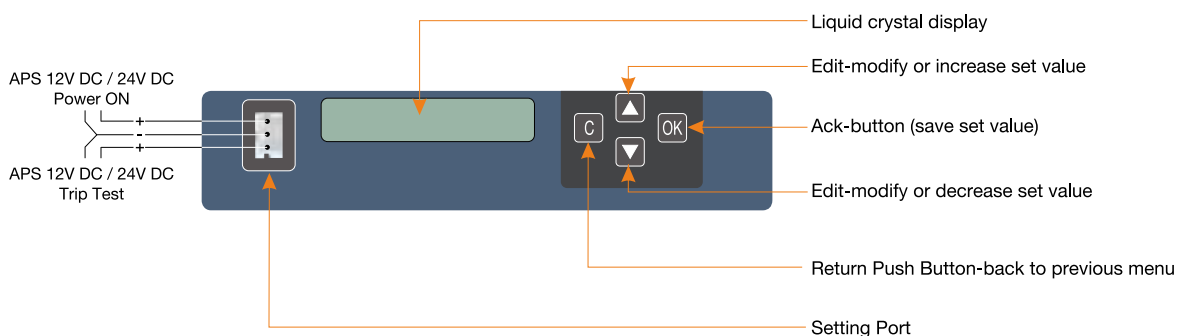 Liquid crystal display
Edit-modify or increase set value
APS 12V DC / 24V DC
Power ON
+
-
+
APS 12V DC / 24V DC
Trip Test
C
OK
Ack-button (save set value)
Edit-modify or decrease set value
Return Push Button-back to previous menu
Setting Port